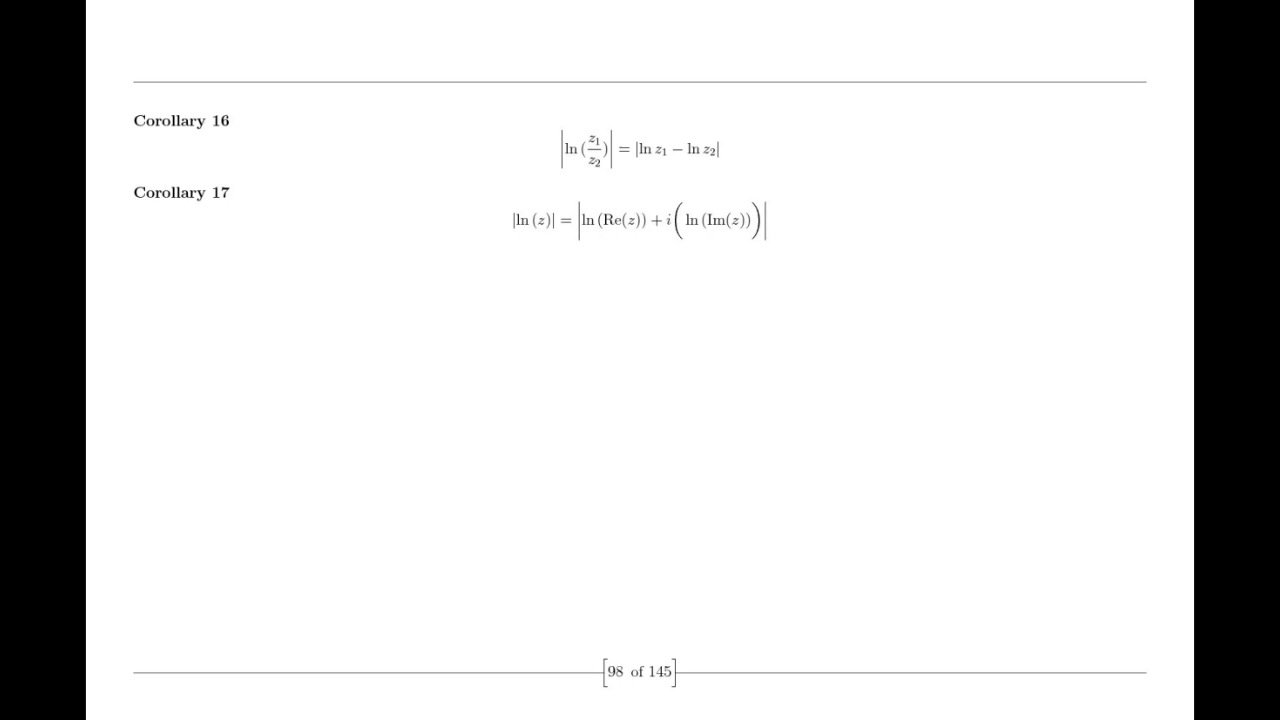 Corollary 16
|ln (z₁/z₂)| = |ln z₁ − ln z₂|
Corollary 17
|ln (z)| = |ln (Re(z)) + i( ln (Im(z)))|
[98 of 145]